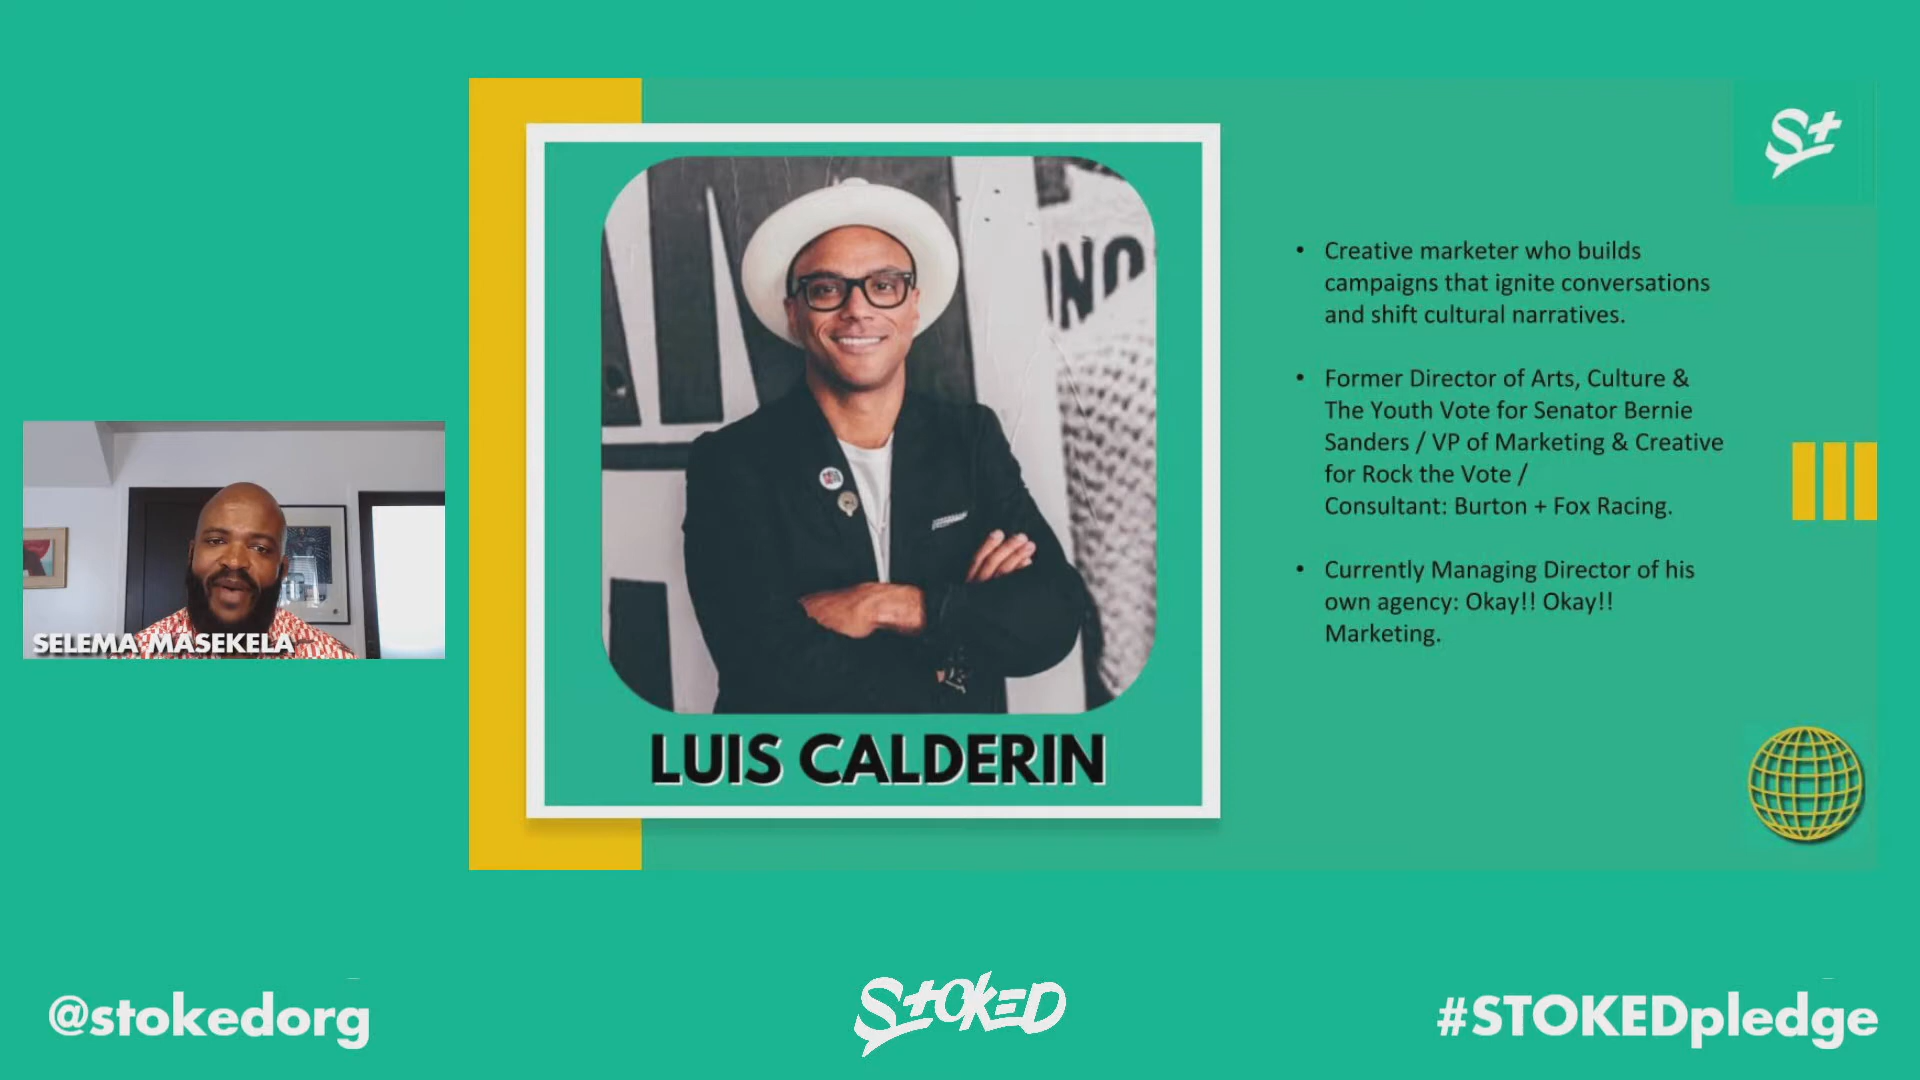 S+
• Creative marketer who builds
campaigns that ignite conversations
and shift cultural narratives.
• Former Director of Arts, Culture &
The Youth Vote for Senator Bernie
Sanders / VP of Marketing & Creative
for Rock the Vote /
Consultant: Burton + Fox Racing.
• Currently Managing Director of his
own agency: Okay!! Okay!!
Marketing.
SELEMA MASEKELA
LUIS CALDERIN
@stokedorg
STOKED
#STOKEDpledge